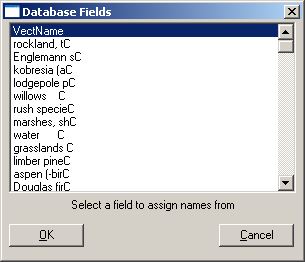 Database Fields
VectName
rockland, tC
Englemann sC
kobresia (aC
lodgepole pC
willows C
rush specieC
marshes, shC
water C
grasslands C
limber pineC
aspen (-birC
Douglas firC
Select a field to assign names from
OK
Cancel